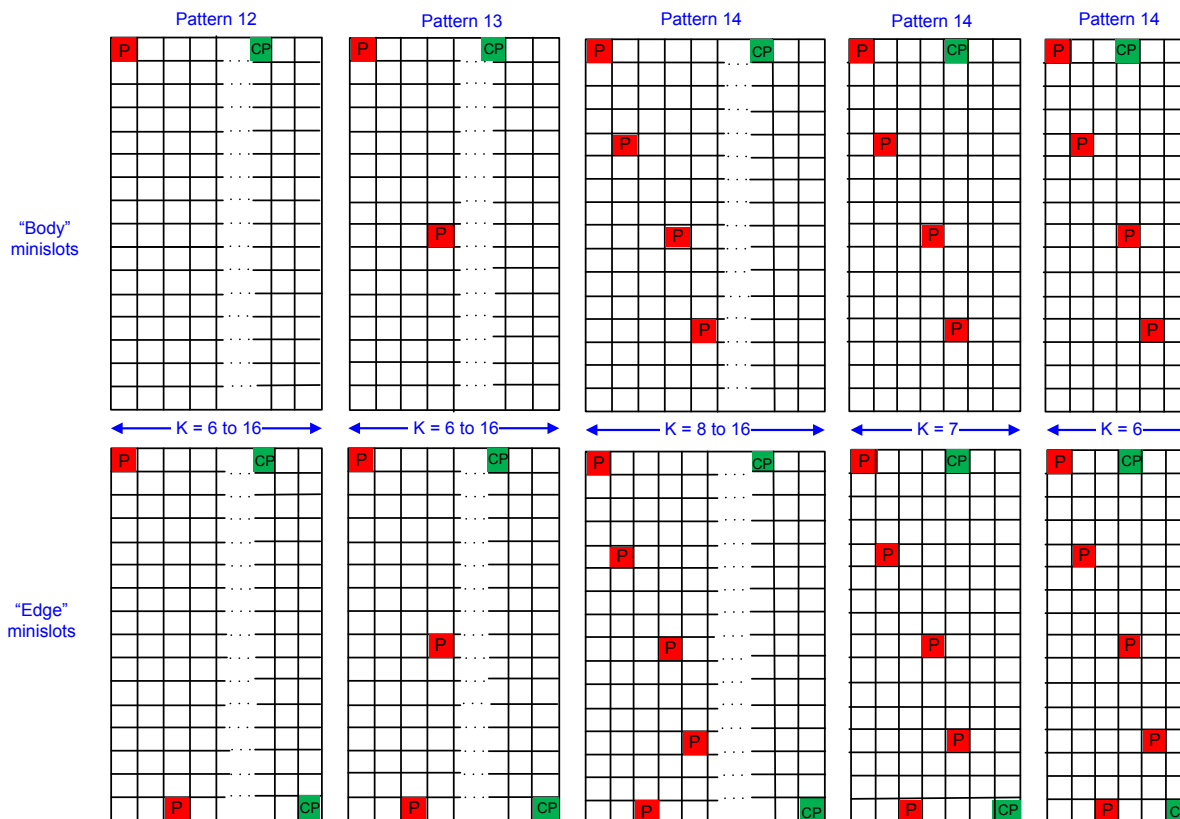 Pattern 12 Pattern 13 Pattern 14 Pattern 14 Pattern 14
P CP P CP P CP P CP P CP
P P P
“Body”
minislots
P P P P
P P P
K = 6 to 16 K = 6 to 16 K = 8 to 16 K = 7 K = 6
P CP P CP P CP P CP P CP
P P P
“Edge”
minislots
P P P P
P P P
P CP P CP P CP P CP P CP